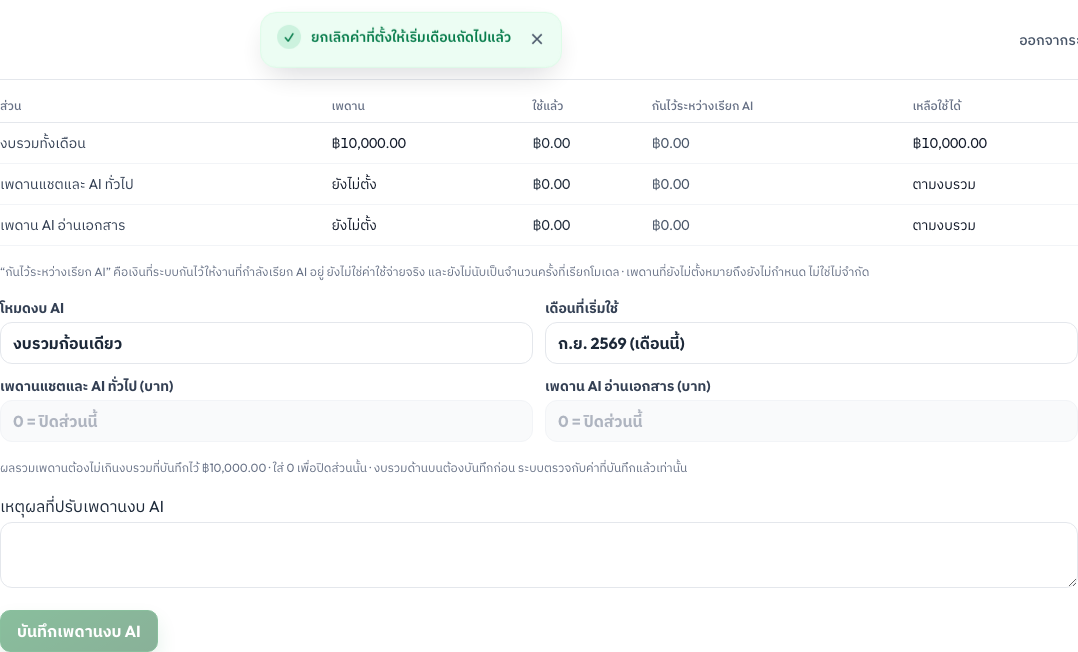 ยกเลิกค่าที่ตั้งให้เริ่มเดือนถัดไปแล้ว
ส่วน เพดาน ใช้แล้ว กันไว้ระหว่างเรียก AI เหลือใช้ได้
งบรวมทั้งเดือน ฿10,000.00 ฿0.00 ฿0.00 ฿10,000.00
เพดานแชตและ AI ทั่วไป ยังไม่ตั้ง ฿0.00 ฿0.00 ตามงบรวม
เพดาน AI อ่านเอกสาร ยังไม่ตั้ง ฿0.00 ฿0.00 ตามงบรวม
“กันไว้ระหว่างเรียก AI” คือเงินที่ระบบกันไว้ให้งานที่กำลังเรียก AI อยู่ ยังไม่ใช่ค่าใช้จ่ายจริง และยังไม่นับเป็นจำนวนครั้งที่เรียกโมเดล · เพดานที่ยังไม่ตั้งหมายถึงยังไม่กำหนด ไม่ใช่ไม่จำกัด
โหมดงบ AI เดือนที่เริ่มใช้
งบรวมก้อนเดียว ก.ย. 2569 (เดือนนี้)
เพดานแชตและ AI ทั่วไป (บาท) เพดาน AI อ่านเอกสาร (บาท)
0 = ปิดส่วนนี้ 0 = ปิดส่วนนี้
ผลรวมเพดานต้องไม่เกินงบรวมที่บันทึกไว้ ฿10,000.00 · ใส่ 0 เพื่อปิดส่วนนั้น · งบรวมด้านบนต้องบันทึกก่อน ระบบตรวจกับค่าที่บันทึกแล้วเท่านั้น
เหตุผลที่ปรับเพดานงบ AI
บันทึกเพดานงบ AI